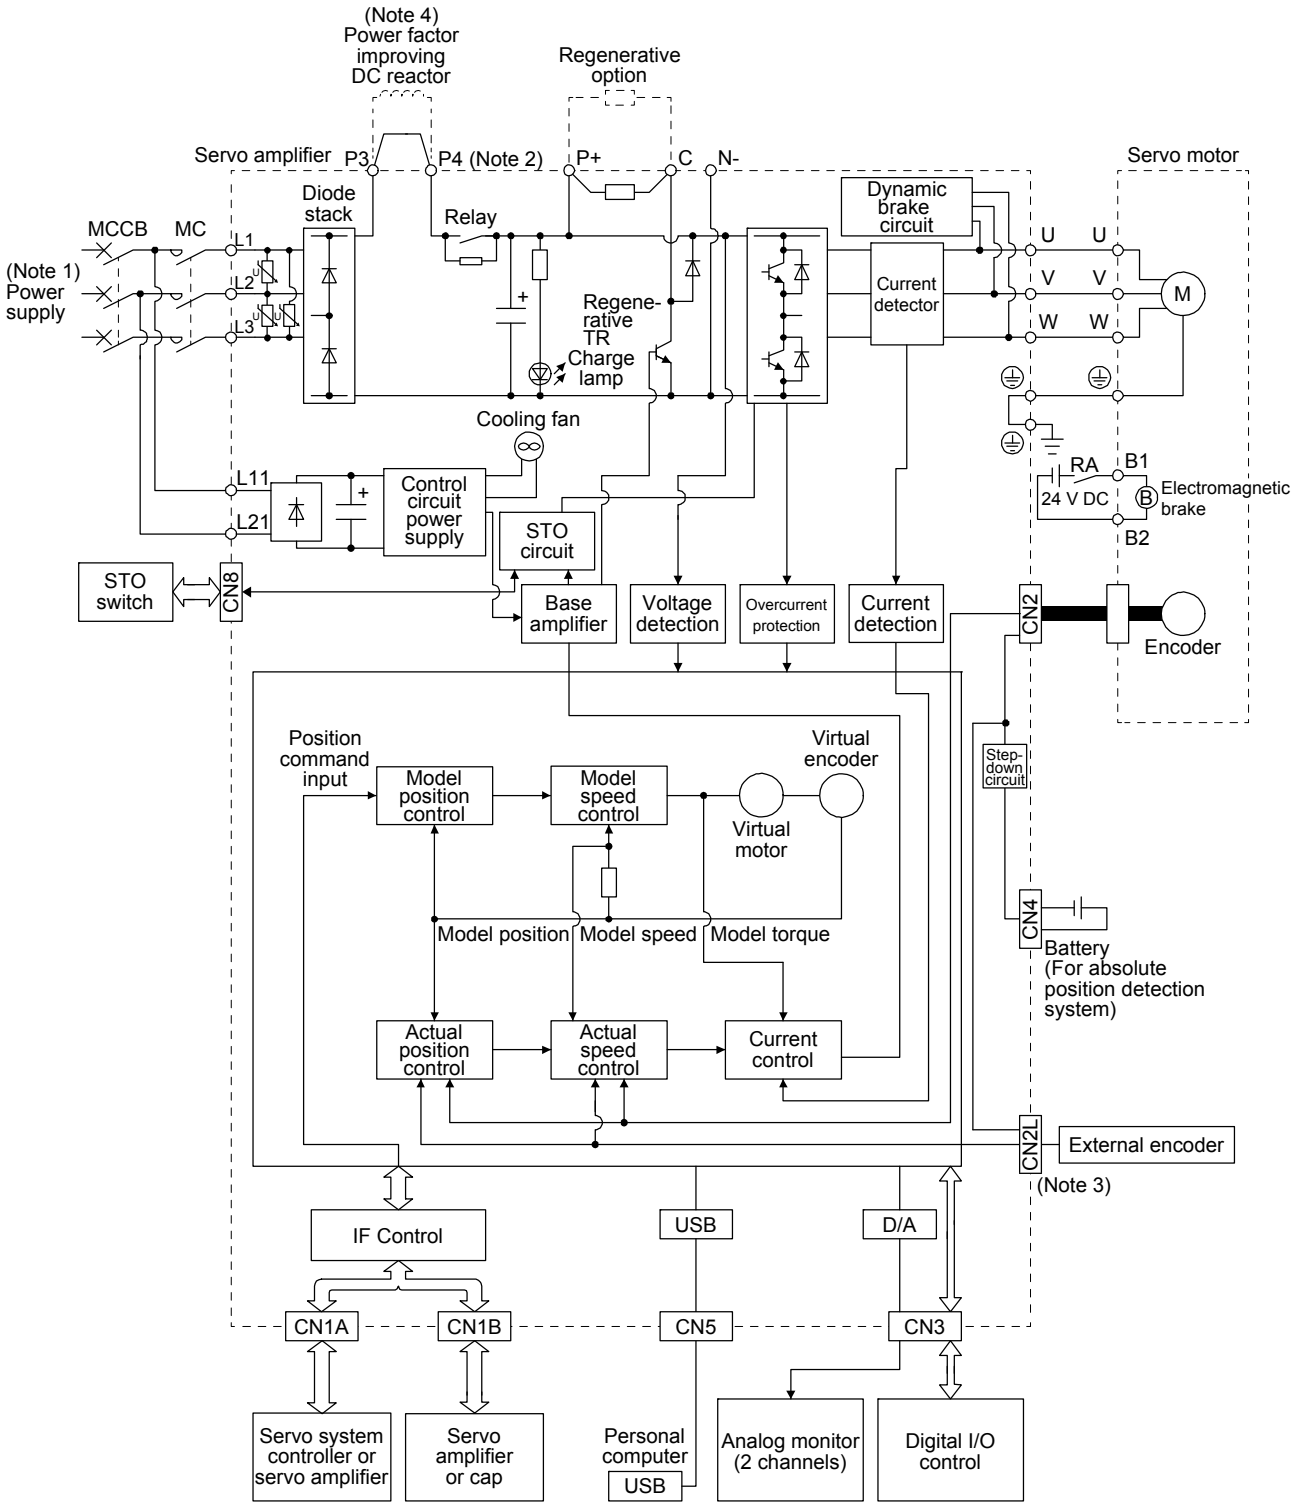 (Note 4)
Power factor
improving
DC reactor
Regenerative
option
Servo amplifier
P3
P4 (Note 2)
P+
C
N-
Servo motor
Diode
stack
Dynamic
brake
circuit
MCCB
MC
Relay
L1
U
U
(Note 1)
Power
supply
U
L2
Current
detector
V
V
M
+
Regene-
rative
TR
U
U
L3
W
W
Charge
lamp
Cooling fan
L11
+
Control
circuit
power
supply
RA
B1
24 V DC
B
Electromagnetic
brake
L21
STO
circuit
B2
STO
switch
CN8
Base
amplifier
Voltage
detection
Overcurrent
protection
Current
detection
CN2
Encoder
Position
command
input
Virtual
encoder
Step-
down
circuit
Model
position
control
Model
speed
control
Virtual
motor
CN4
Model position
Model speed
Model torque
Battery
(For absolute
position detection
system)
Actual
position
control
Actual
speed
control
Current
control
CN2L
External encoder
(Note 3)
IF Control
USB
D/A
CN1A
CN1B
CN5
CN3
Servo system
controller or
servo amplifier
Servo
amplifier
or cap
Personal
computer
USB
Analog monitor
(2 channels)
Digital I/O
control